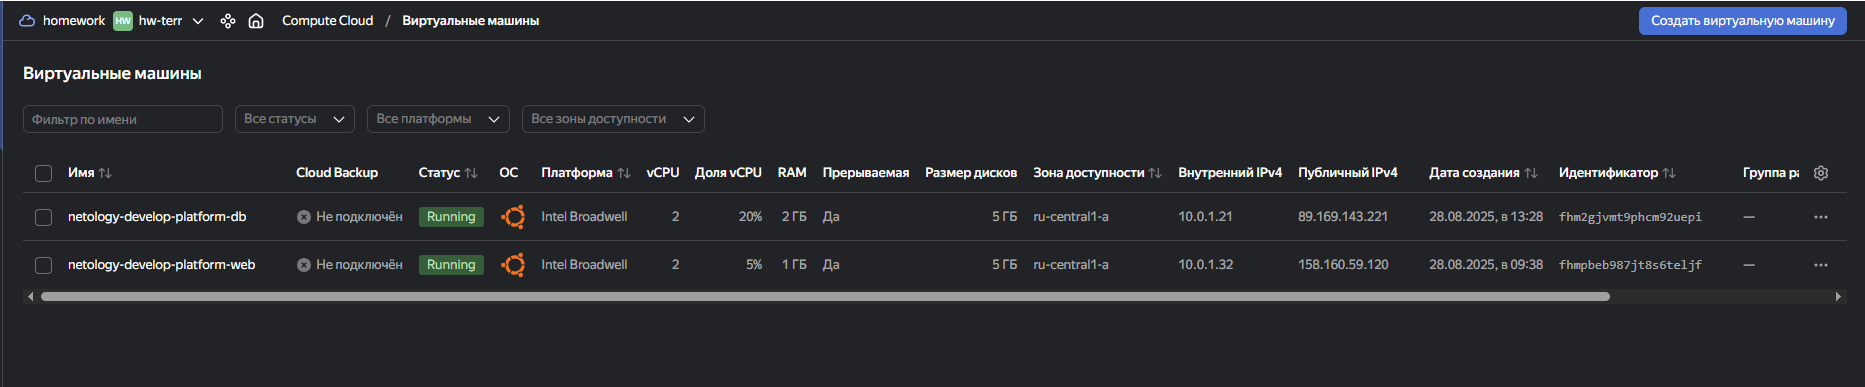 homework HW hw-terr Compute Cloud / Виртуальные машины Создать виртуальную машину
Виртуальные машины
Фильтр по имени Все статусы Все платформы Все зоны доступности
Имя Cloud Backup Статус ОС Платформа vCPU Доля vCPU RAM Прерываемая Размер дисков Зона доступности Внутренний IPv4 Публичный IPv4 Дата создания Идентификатор Группа ра
netology-develop-platform-db Не подключён Running Intel Broadwell 2 20% 2 ГБ Да 5 ГБ ru-central1-a 10.0.1.21 89.169.143.221 28.08.2025, в 13:28 fhm2gjvmt9phcm92uepi —
netology-develop-platform-web Не подключён Running Intel Broadwell 2 5% 1 ГБ Да 5 ГБ ru-central1-a 10.0.1.32 158.160.59.120 28.08.2025, в 09:38 fhmpbeb987jt8s6teljf —